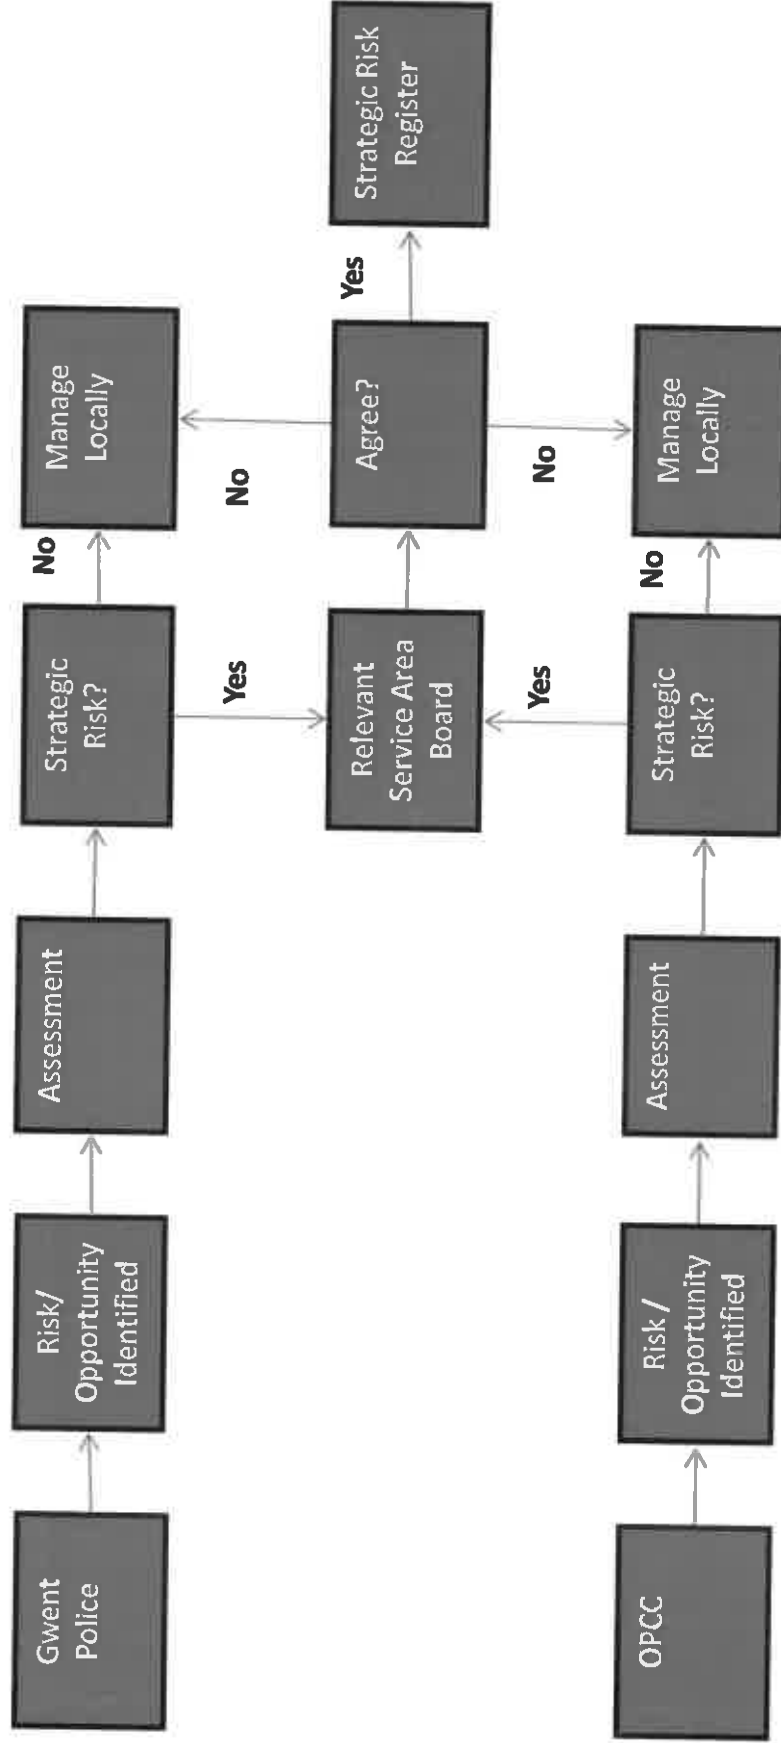 Gwent
Police
Risk/
Opportunity
Identified
Assessment
Strategic
Risk?
No
Manage
Locally
Yes
No
Relevant
Service Area
Board
Agree?
Yes
Strategic Risk
Register
Yes
No
OPCC
Risk /
Opportunity
Identified
Assessment
Strategic
Risk?
No
Manage
Locally